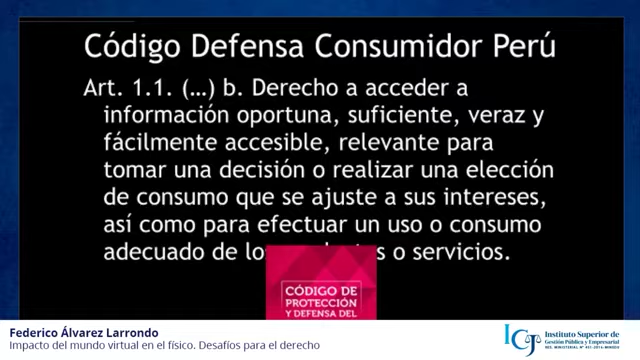 Código Defensa Consumidor Perú
Art. 1.1. (…) b. Derecho a acceder a
información oportuna, suficiente, veraz y
fácilmente accesible, relevante para
tomar una decisión o realizar una elección
de consumo que se ajuste a sus intereses,
así como para efectuar un uso o consumo
adecuado de o servicios.
CÓDIGO DE
PROTECCIÓN
Y DEFENSA DEL
Federico Álvarez Larrondo
Impacto del mundo virtual en el físico. Desafíos para el derecho
Instituto Superior de
Gestión Pública y Empresarial